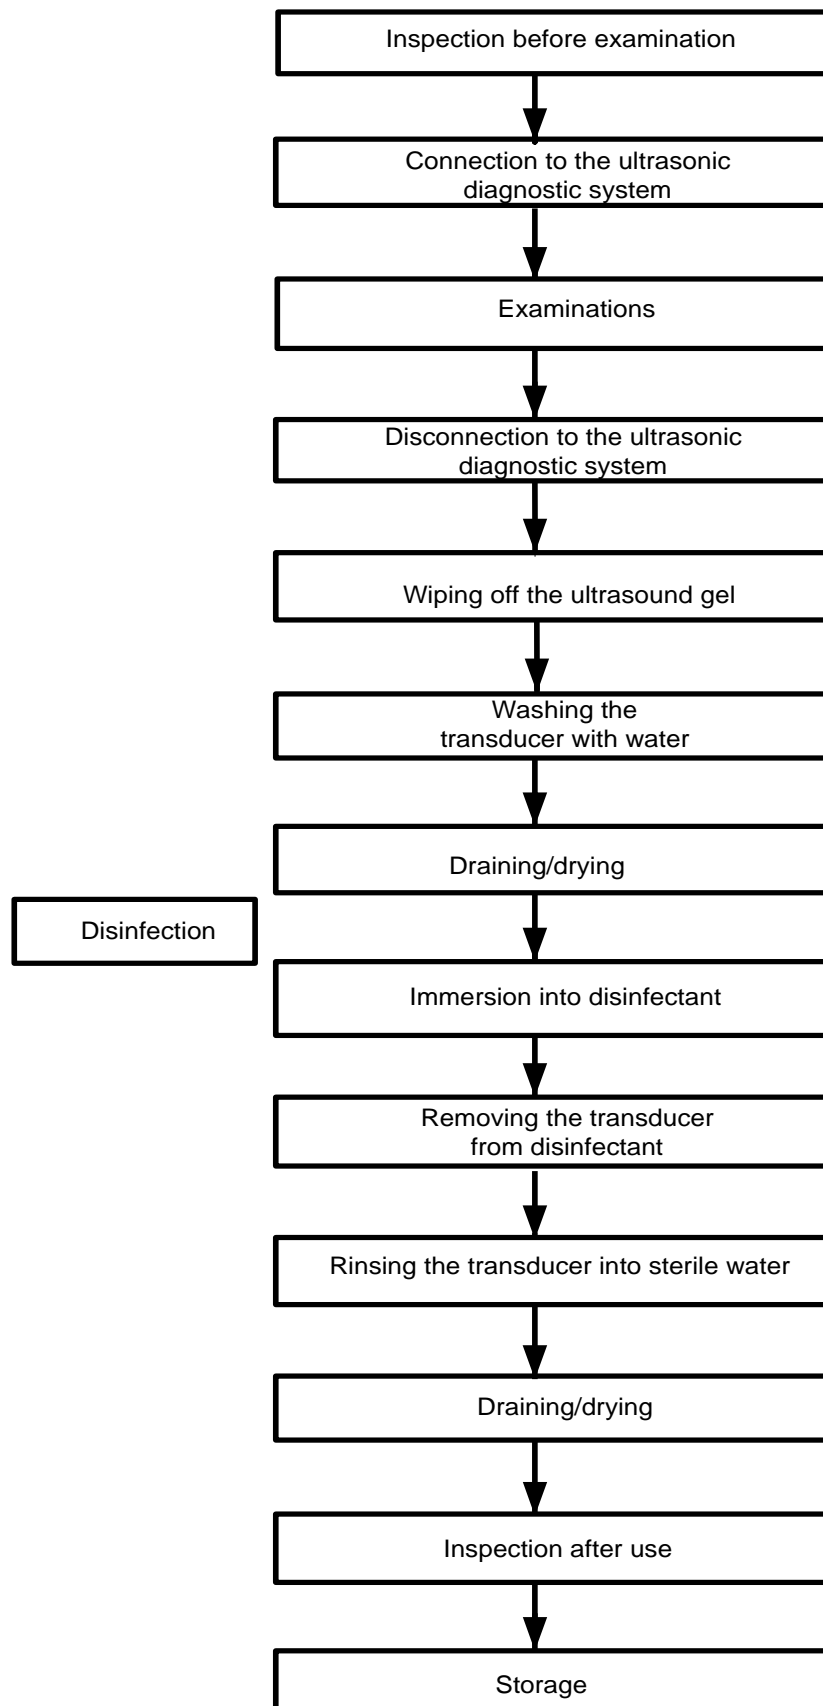 Inspection before examination
Connection to the ultrasonic
diagnostic system
Examinations
Disconnection to the ultrasonic
diagnostic system
Wiping off the ultrasound gel
Washing the
transducer with water
Draining/drying
Disinfection
Immersion into disinfectant
Removing the transducer
from disinfectant
Rinsing the transducer into sterile water
Draining/drying
Inspection after use
Storage